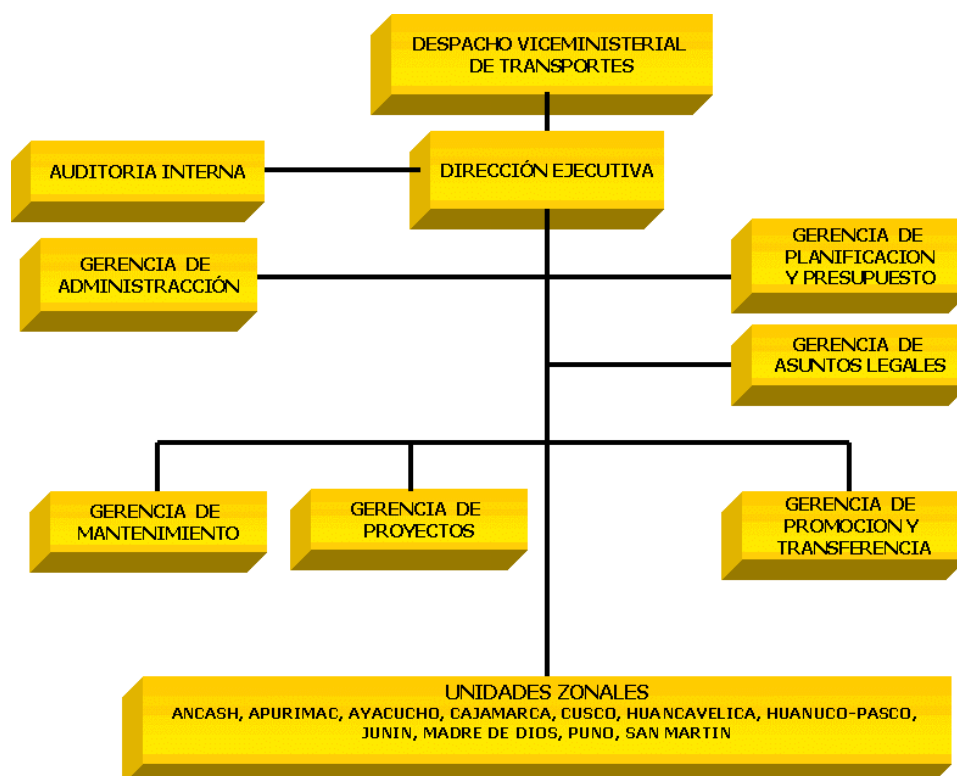 DESPACHO VICEMINISTERIAL
DE TRANSPORTES
AUDITORIA INTERNA
DIRECCIÓN EJECUTIVA
GERENCIA DE
ADMINISTRACCIÓN
GERENCIA DE
PLANIFICACION
Y PRESUPUESTO
GERENCIA DE
ASUNTOS LEGALES
GERENCIA DE
MANTENIMIENTO
GERENCIA DE
PROYECTOS
GERENCIA DE
PROMOCION Y
TRANSFERENCIA
UNIDADES ZONALES
ANCASH, APURIMAC, AYACUCHO, CAJAMARCA, CUSCO, HUANCAVELICA, HUANUCO-PASCO,
JUNIN, MADRE DE DIOS, PUNO, SAN MARTIN